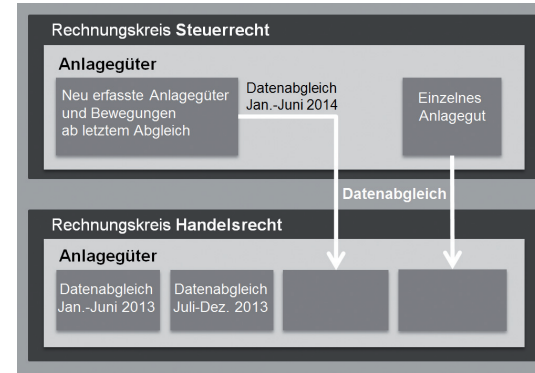 Rechnungskreis Steuerrecht
Anlagegüter
Neu erfasste Anlagegüter
und Bewegungen
ab letztem Abgleich
Datenabgleich
Jan.-Juni 2014
Einzelnes
Anlagegut
Datenabgleich
Rechnungskreis Handelsrecht
Anlagegüter
Datenabgleich
Jan.-Juni 2013
Datenabgleich
Juli-Dez. 2013